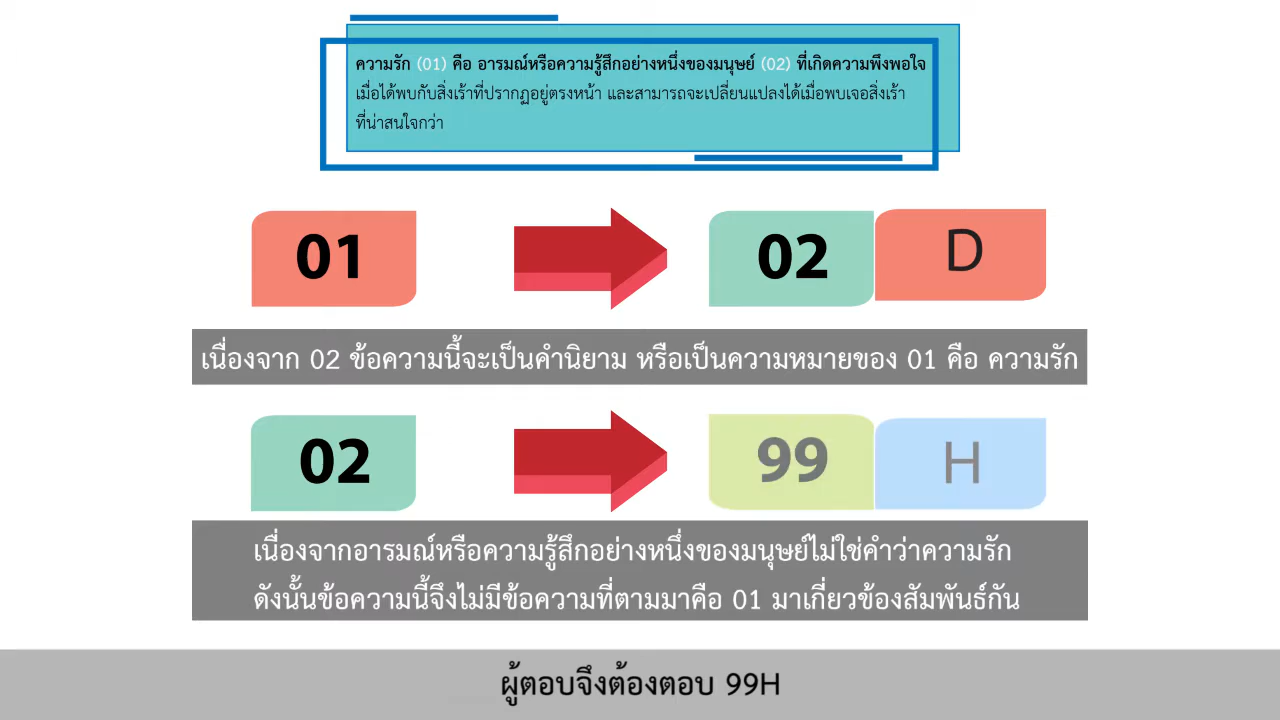 ความรัก (01) คือ อารมณ์หรือความรู้สึกอย่างหนึ่งของมนุษย์ (02) ที่เกิดความพึงพอใจ
เมื่อได้พบกับสิ่งเร้าที่ปรากฏอยู่ตรงหน้า และสามารถจะเปลี่ยนแปลงได้เมื่อพบเจอสิ่งเร้า
ที่น่าสนใจกว่า
01 02 D
เนื่องจาก 02 ข้อความนี้จะเป็นคำนิยาม หรือเป็นความหมายของ 01 คือ ความรัก
02 99 H
เนื่องจากอารมณ์หรือความรู้สึกอย่างหนึ่งของมนุษย์ไม่ใช่คำว่าความรัก
ดังนั้นข้อความนี้จึงไม่มีข้อความที่ตามมาคือ 01 มาเกี่ยวข้องสัมพันธ์กัน
ผู้ตอบจึงต้องตอบ 99H